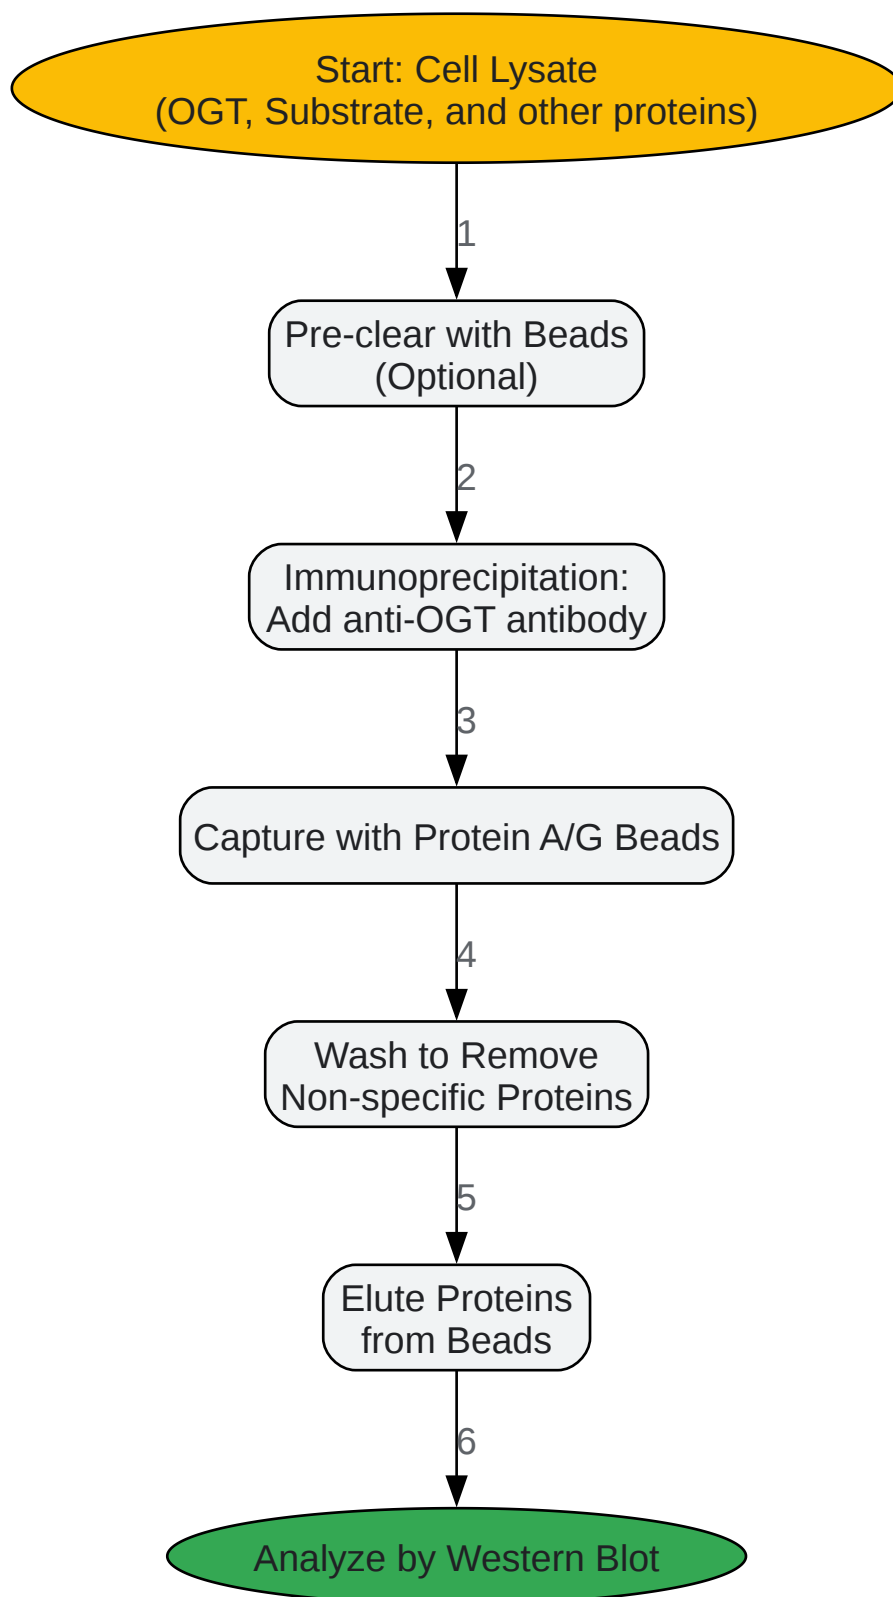 Start: Cell Lysate
(OGT, Substrate, and other proteins)
1
Pre-clear with Beads
(Optional)
2
Immunoprecipitation:
Add anti-OGT antibody
3
Capture with Protein A/G Beads
4
Wash to Remove
Non-specific Proteins
5
Elute Proteins
from Beads
6
Analyze by Western Blot